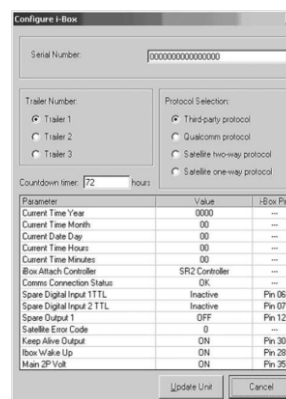 Configure i-Box
Serial Number: 0000000000000000
Trailer Number:
Trailer 1
Trailer 2
Trailer 3
Protocol Selection:
Third-party protocol
Qualcomm protocol
Satellite two-way protocol
Satellite one-way protocol
Countdown timer: 72 hours
Parameter Value i-Box Pi
Current Time Year 0000 ---
Current Time Month 00 ---
Current Date Day 00 ---
Current Time Hours 00 ---
Current Time Minutes 00 ---
iBox Attach Controller SR2 Controller ---
Comms Connection Status OK ---
Spare Digital Input 1TTL Inactive Pin 06
Spare Digital Input 2 TTL Inactive Pin 07
Spare Output 1 OFF Pin 12
Satellite Error Code 0 ---
Keep Alive Output ON Pin 30
Ibox Wake Up ON Pin 28
Main 2P Volt ON Pin 35
Update Unit Cancel